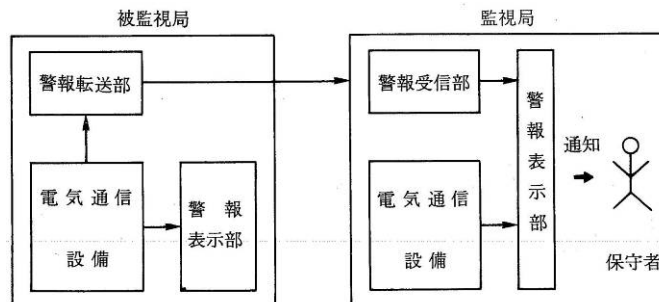 被監視局
警報転送部
電気通信
設備
警報
表示部
監視局
警報受信部
電気通信
設備
警報表示部
通知
保守者